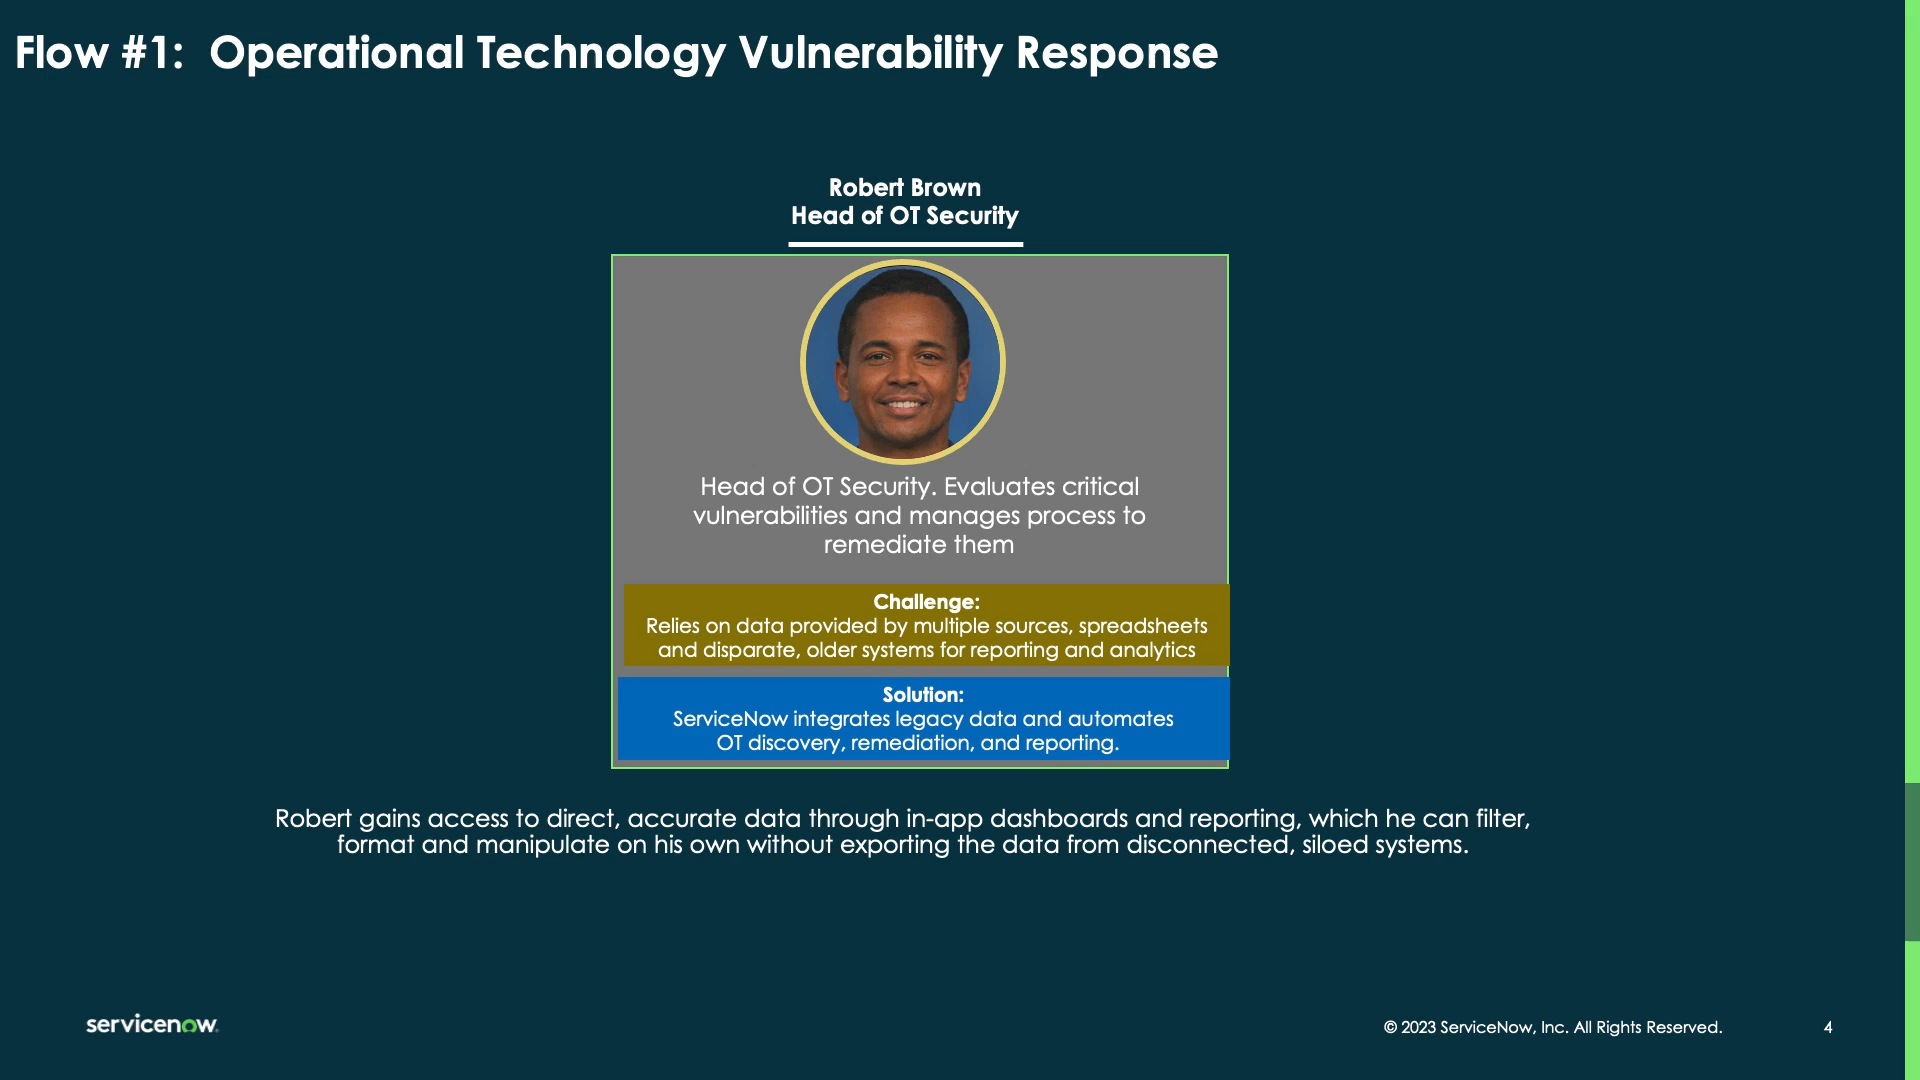 Flow #1:  Operational Technology Vulnerability Response
Robert Brown
Head of OT Security
Head of OT Security. Evaluates critical
vulnerabilities and manages process to
remediate them
Challenge:
Relies on data provided by multiple sources, spreadsheets
and disparate, older systems for reporting and analytics
Solution:
ServiceNow integrates legacy data and automates
OT discovery, remediation, and reporting.
Robert gains access to direct, accurate data through in-app dashboards and reporting, which he can filter,
format and manipulate on his own without exporting the data from disconnected, siloed systems.
servicenow
© 2023 ServiceNow, Inc. All Rights Reserved.
4